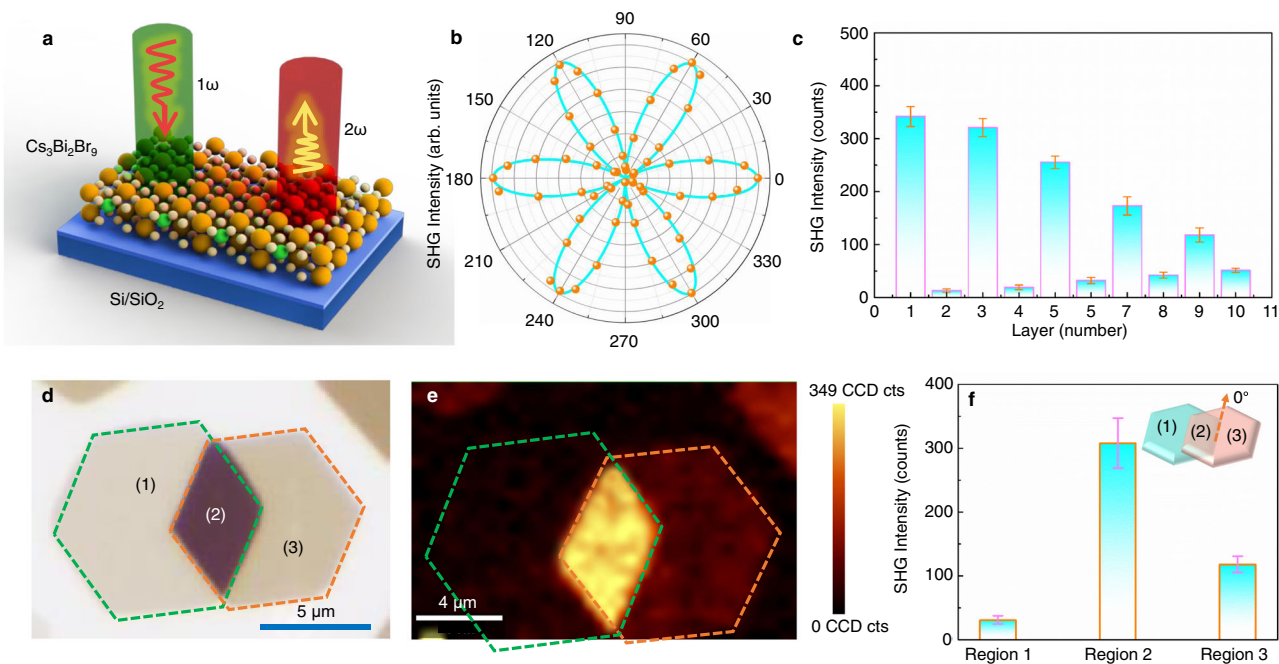 a
1ω
2ω
Cs3Bi2Br9
Si/SiO2
b
SHG Intensity (arb. units)
90
120
60
150
30
180
0
210
330
240
300
270
c
SHG Intensity (counts)
500
400
300
200
100
0
0 1 2 3 4 5 5 7 8 9 10 11
Layer (number)
d
(1)
(2)
(3)
5 μm
e
4 μm
349 CCD cts
0 CCD cts
f
SHG Intensity (counts)
400
300
200
100
0
0°
(1)
(2)
(3)
Region 1 Region 2 Region 3